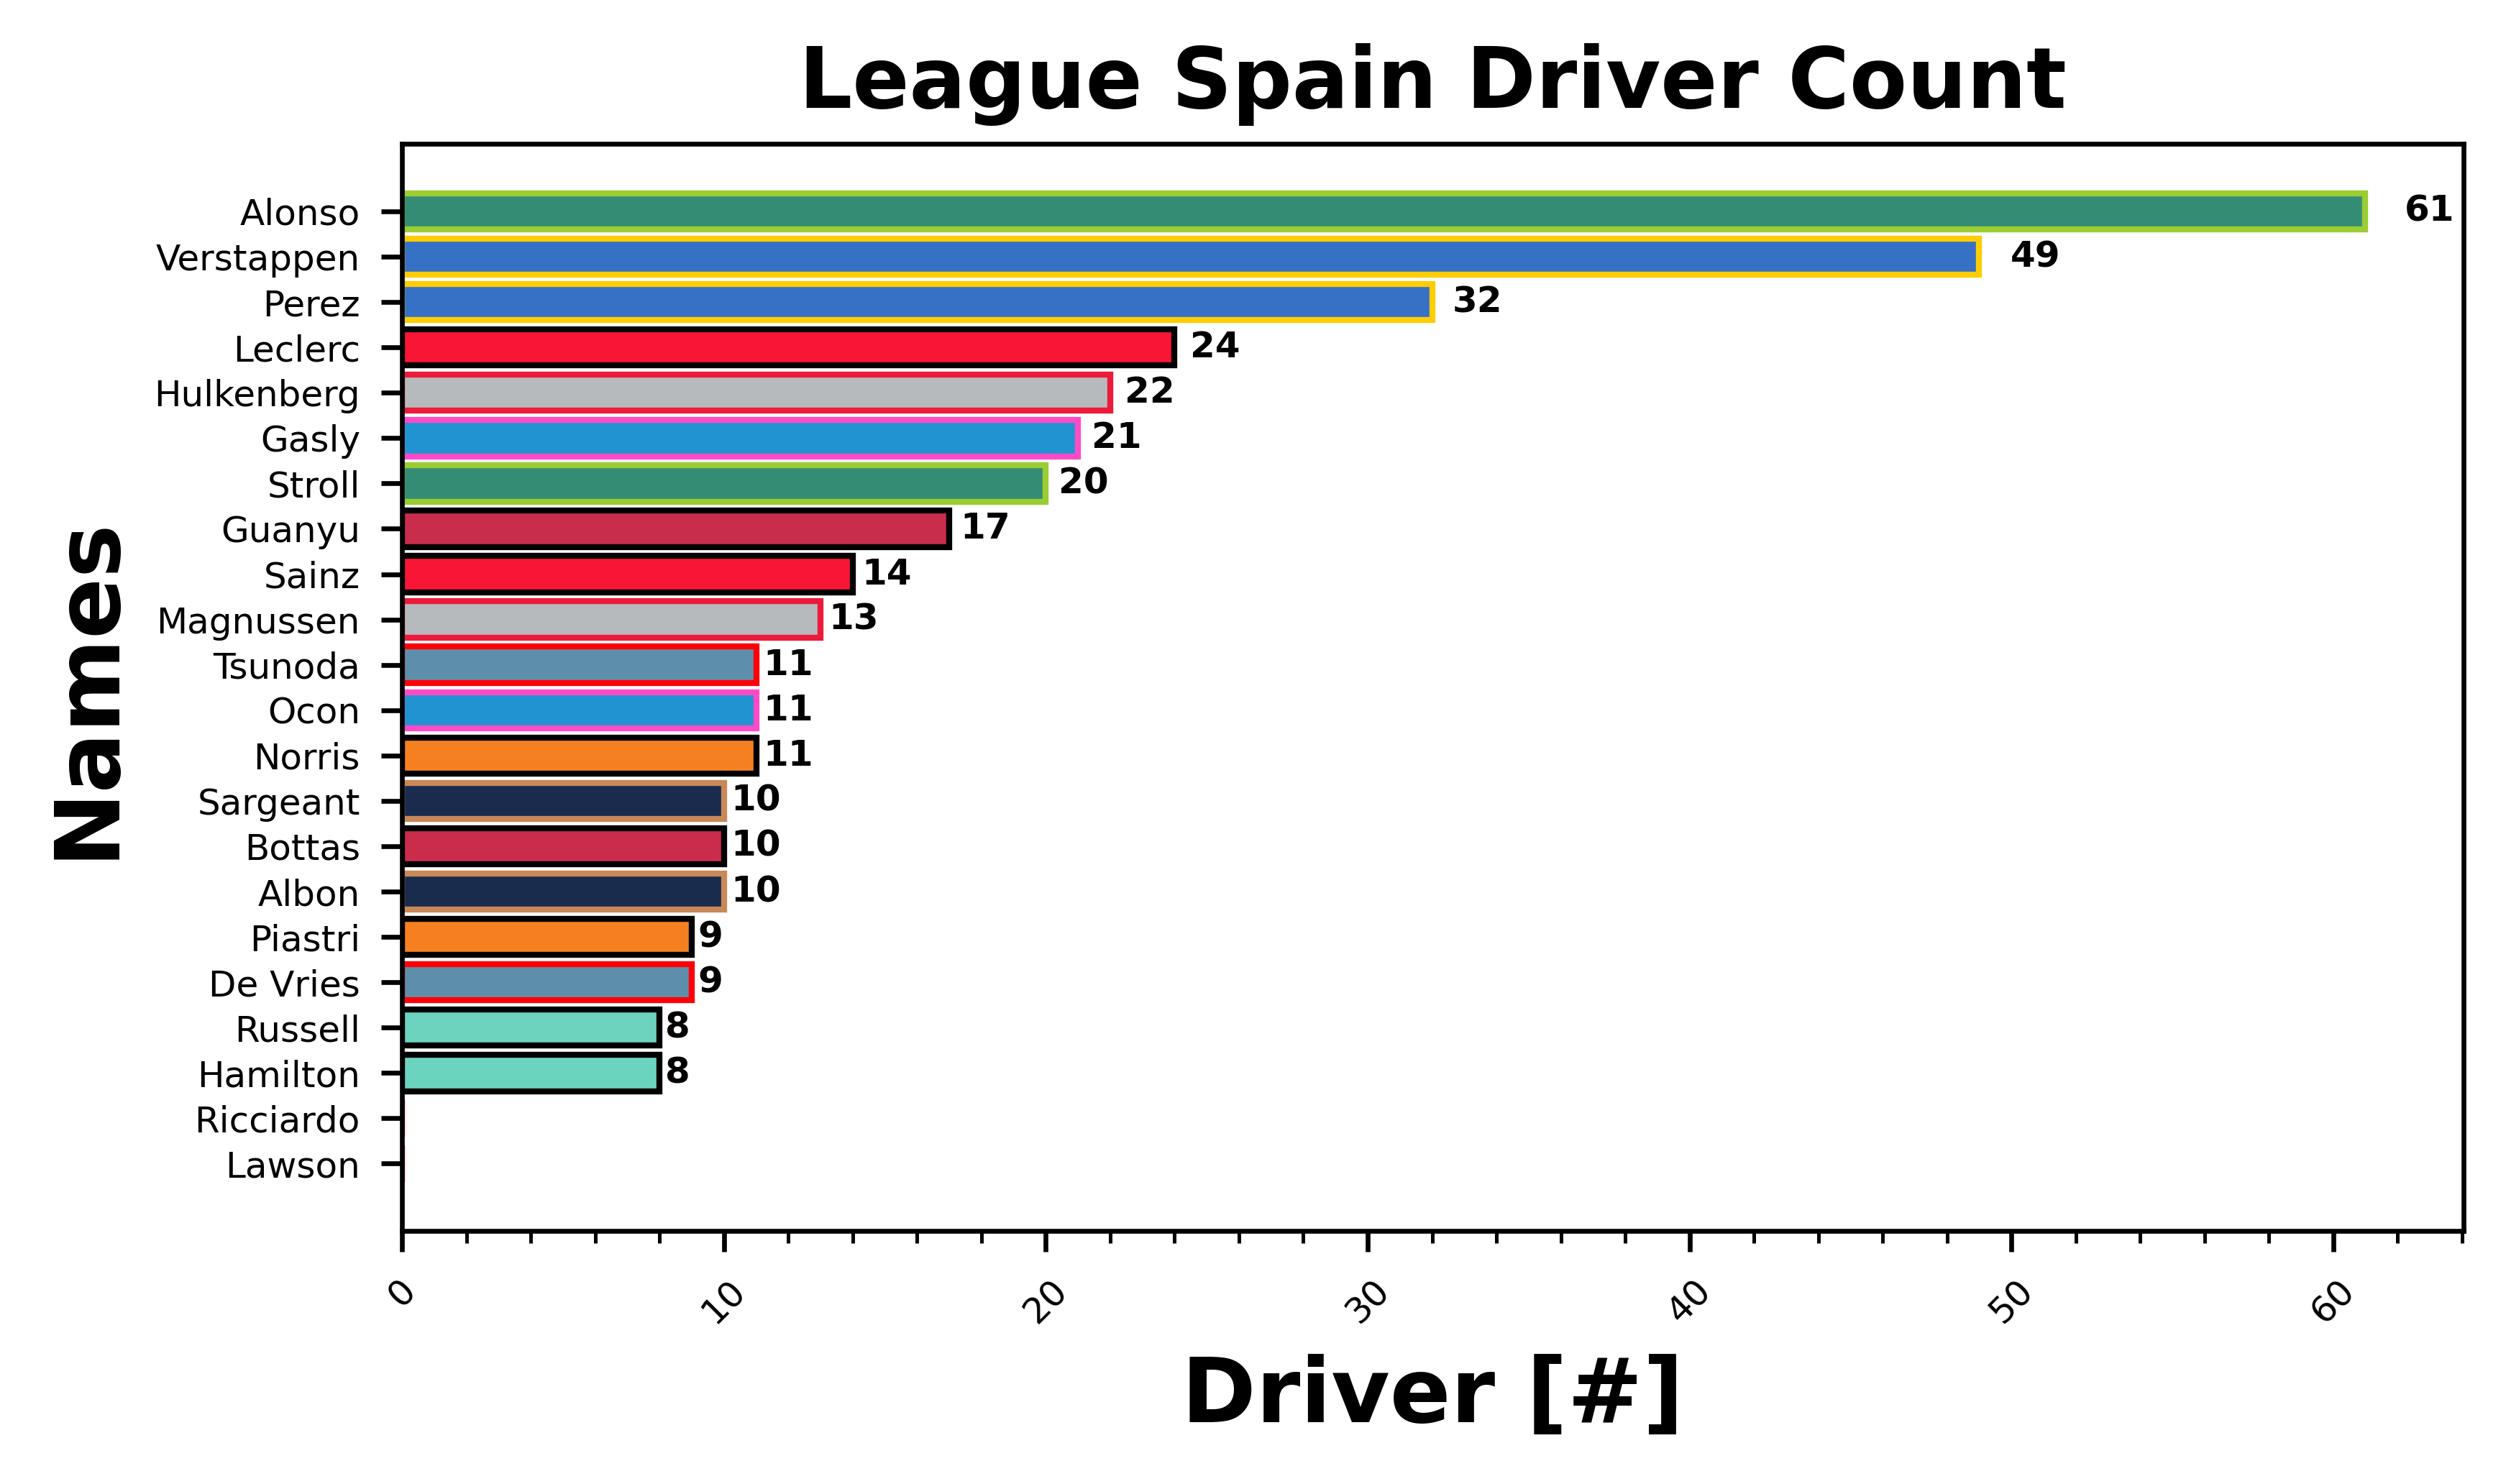 League Spain Driver Count
Names
Alonso 61
Verstappen 49
Perez 32
Leclerc 24
Hulkenberg 22
Gasly 21
Stroll 20
Guanyu 17
Sainz 14
Magnussen 13
Tsunoda 11
Ocon 11
Norris 11
Sargeant 10
Bottas 10
Albon 10
Piastri 9
De Vries 9
Russell 8
Hamilton 8
Ricciardo
Lawson
0 10 20 30 40 50 60
Driver [#]